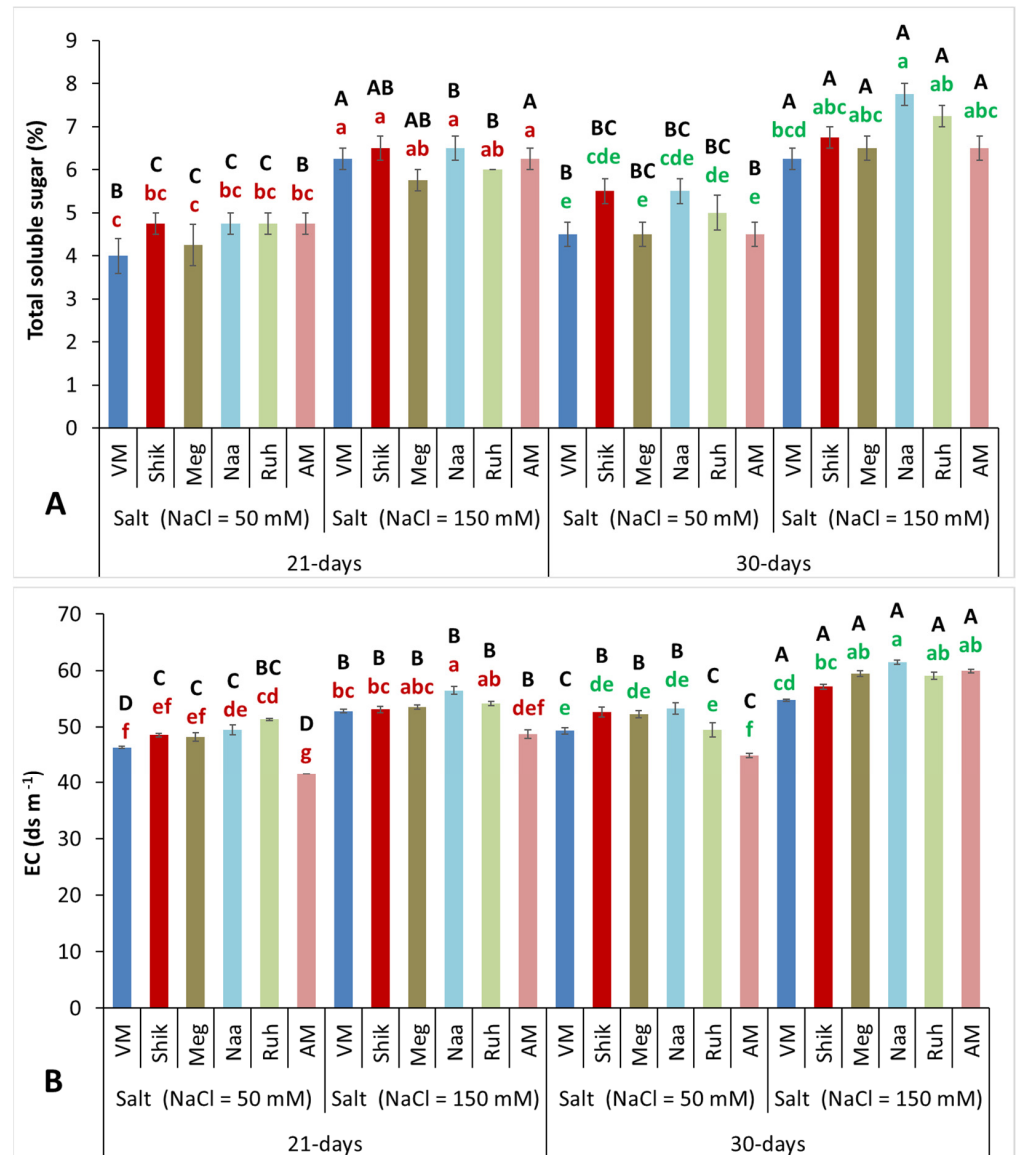 9
A
A
A
8
AB
B
A
a
A
A
A
A
AB
B
ab
A
abc
abc
abc
7
a
a
a
a
BC
BC
bcd
ab
ab
6
C
C
C
C
B
cde
cde
BC
B
bc
bc
bc
bc
B
BC
de
B
5
c
c
e
e
e
4
3
2
1
0
Total soluble sugar (%)
VM Shik Meg Naa Ruh AM VM Shik Meg Naa Ruh AM VM Shik Meg Naa Ruh AM VM Shik Meg Naa Ruh AM
A
Salt (NaCl = 50 mM) Salt (NaCl = 150 mM) Salt (NaCl = 50 mM) Salt (NaCl = 150 mM)
21-days 30-days
70
A A A A A
B a
B B B B B B A bc ab ab ab
60
C C C BC bc bc abc a ab B C de de de C cd
D ef ef de cd def e e C
50
f D f
g
40
30
20
10
0
EC (ds m -1)
VM Shik Meg Naa Ruh AM VM Shik Meg Naa Ruh AM VM Shik Meg Naa Ruh AM VM Shik Meg Naa Ruh AM
B
Salt (NaCl = 50 mM) Salt (NaCl = 150 mM) Salt (NaCl = 50 mM) Salt (NaCl = 150 mM)
21-days 30-days